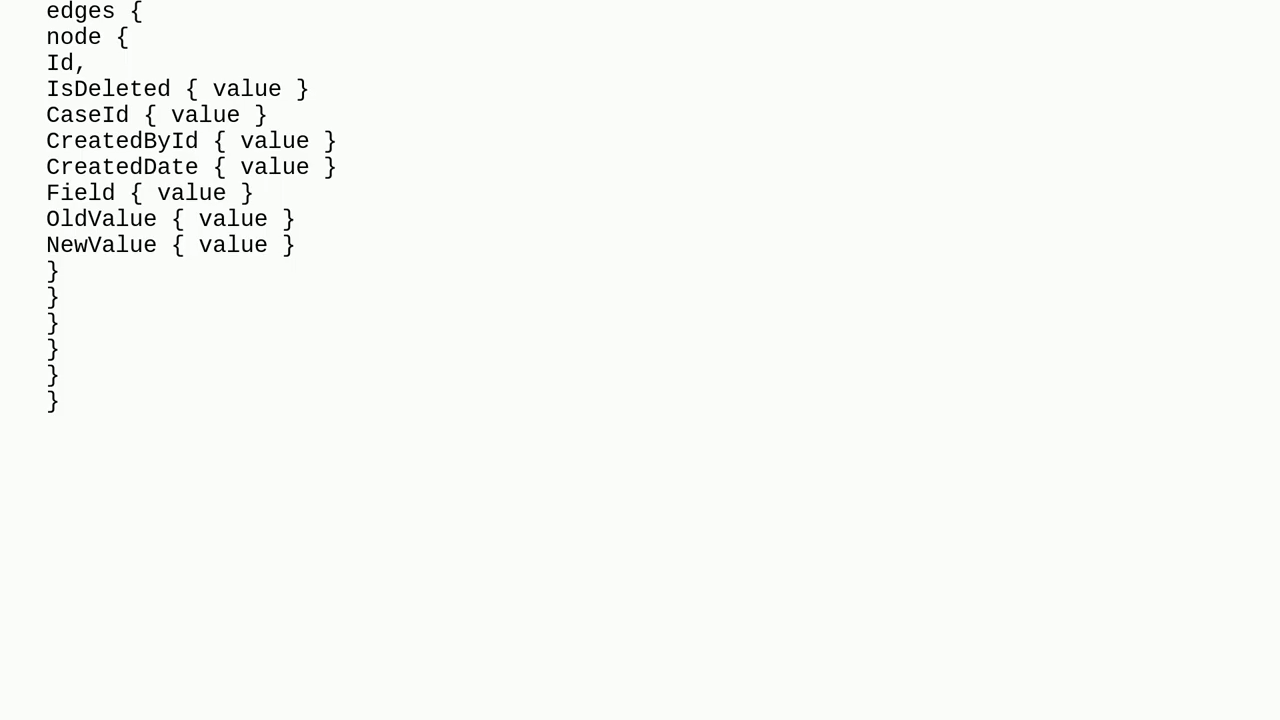 edges {
node {
Id,
IsDeleted { value }
CaseId { value }
CreatedById { value }
CreatedDate { value }
Field { value }
OldValue { value }
NewValue { value }
}
}
}
}
}
}